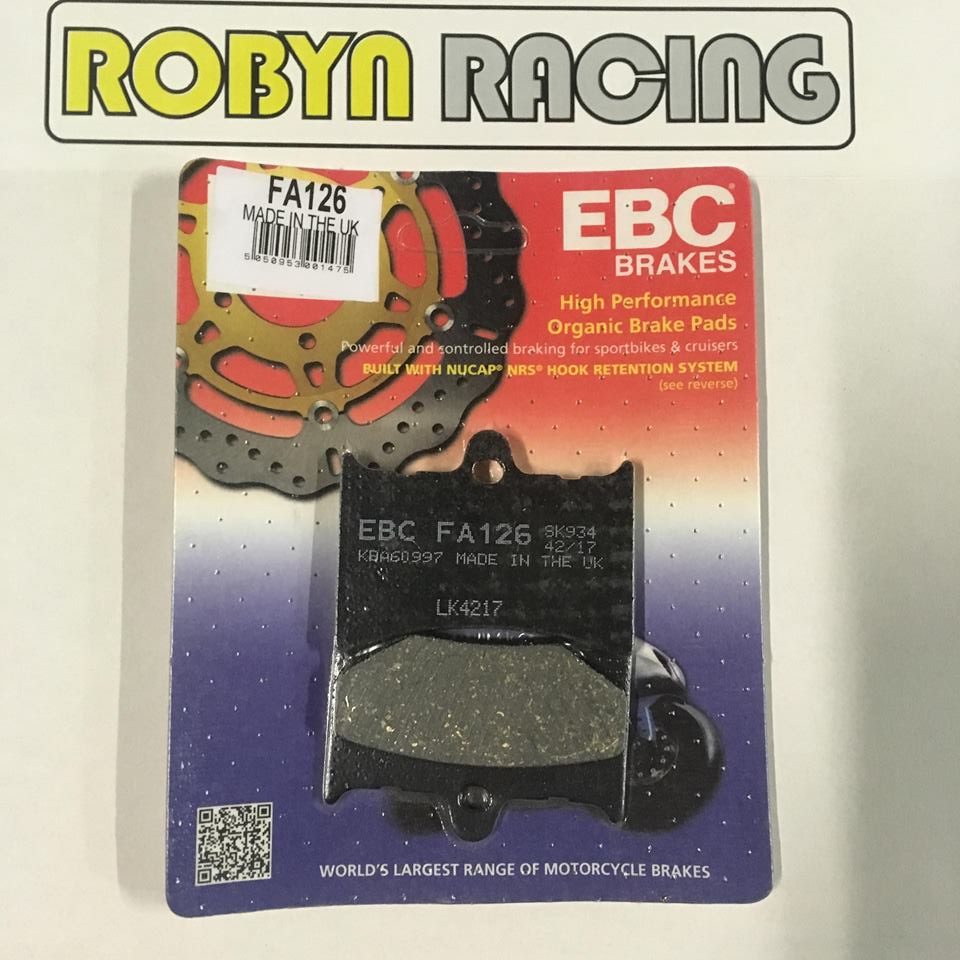 ROBYN RACING
FA126
MADE IN THE UK
5050953001475
EBC
BRAKES
High Performance
Organic Brake Pads
Powerful and controlled braking for sportbikes & cruisers
BUILT WITH NUCAP® NRS® HOOK RETENTION SYSTEM
(see reverse)
EBC FA126 SK934
42/17
KBA60997 MADE IN THE UK
LK4217
WORLD'S LARGEST RANGE OF MOTORCYCLE BRAKES